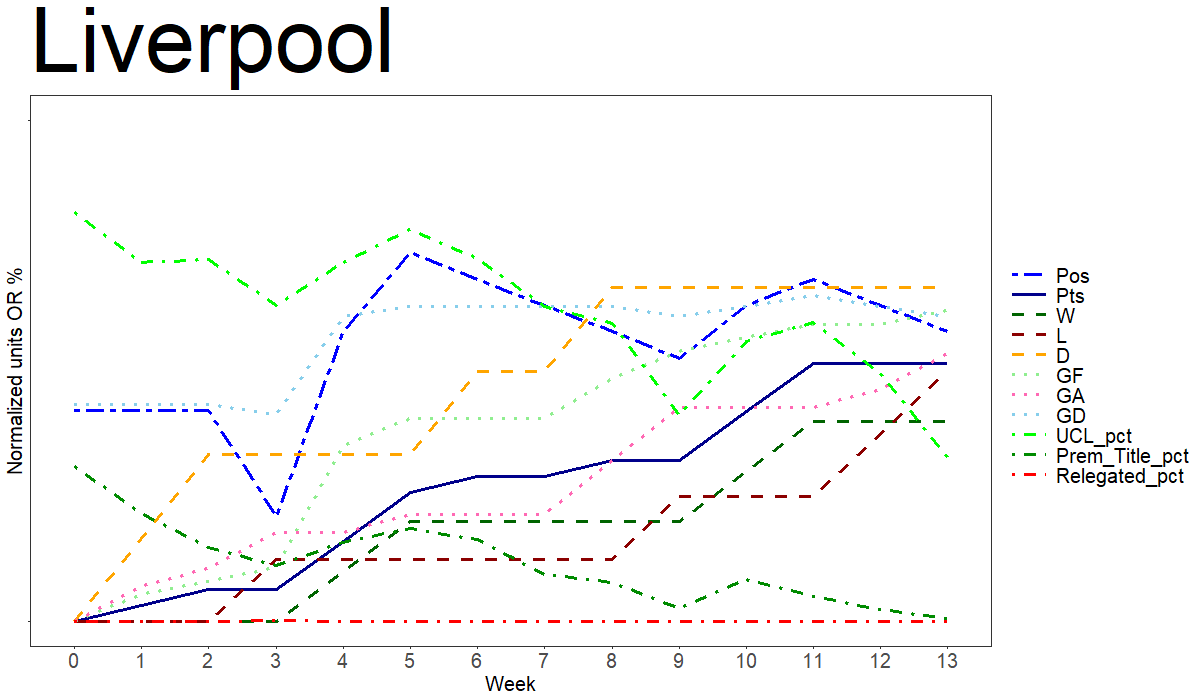 Liverpool
Normalized units OR %
0 1 2 3 4 5 6 7 8 9 10 11 12 13
Week
Pos
Pts
W
L
D
GF
GA
GD
UCL_pct
Prem_Title_pct
Relegated_pct